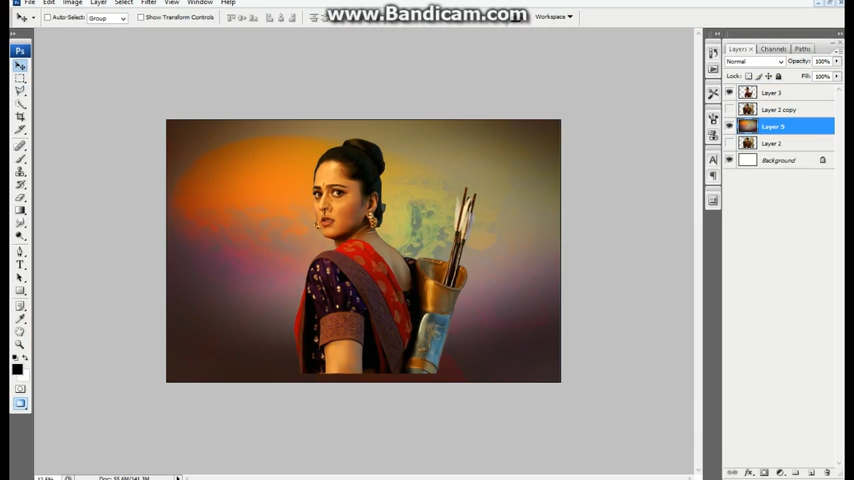 www.Bandicam.com
File Edit Image Layer Select Filter View Window Help
Auto-Select: Group Show Transform Controls Workspace
Ps
Layers Channels Paths
Normal Opacity: 100%
Lock: Fill: 100%
Layer 3
Layer 2 copy
Layer 5
Layer 2
Background